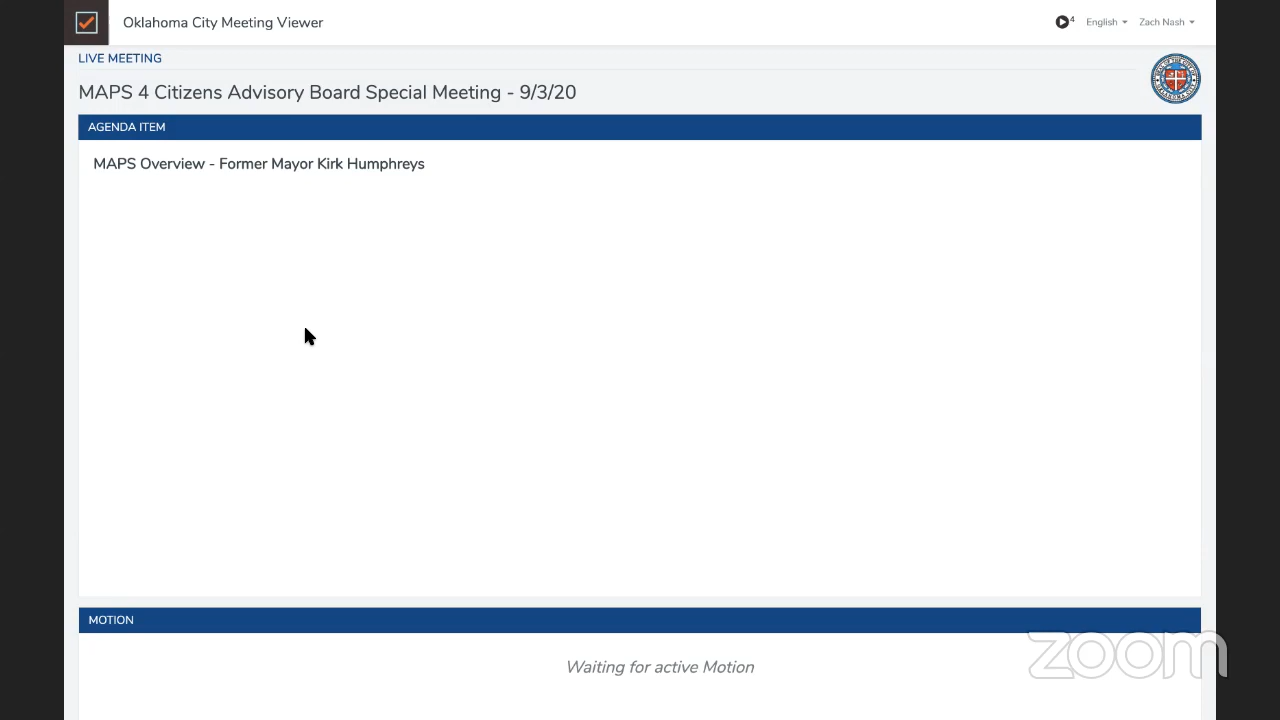 Oklahoma City Meeting Viewer
4
English
Zach Nash
LIVE MEETING
MAPS 4 Citizens Advisory Board Special Meeting - 9/3/20
AGENDA ITEM
MAPS Overview - Former Mayor Kirk Humphreys
MOTION
Waiting for active Motion
zoom